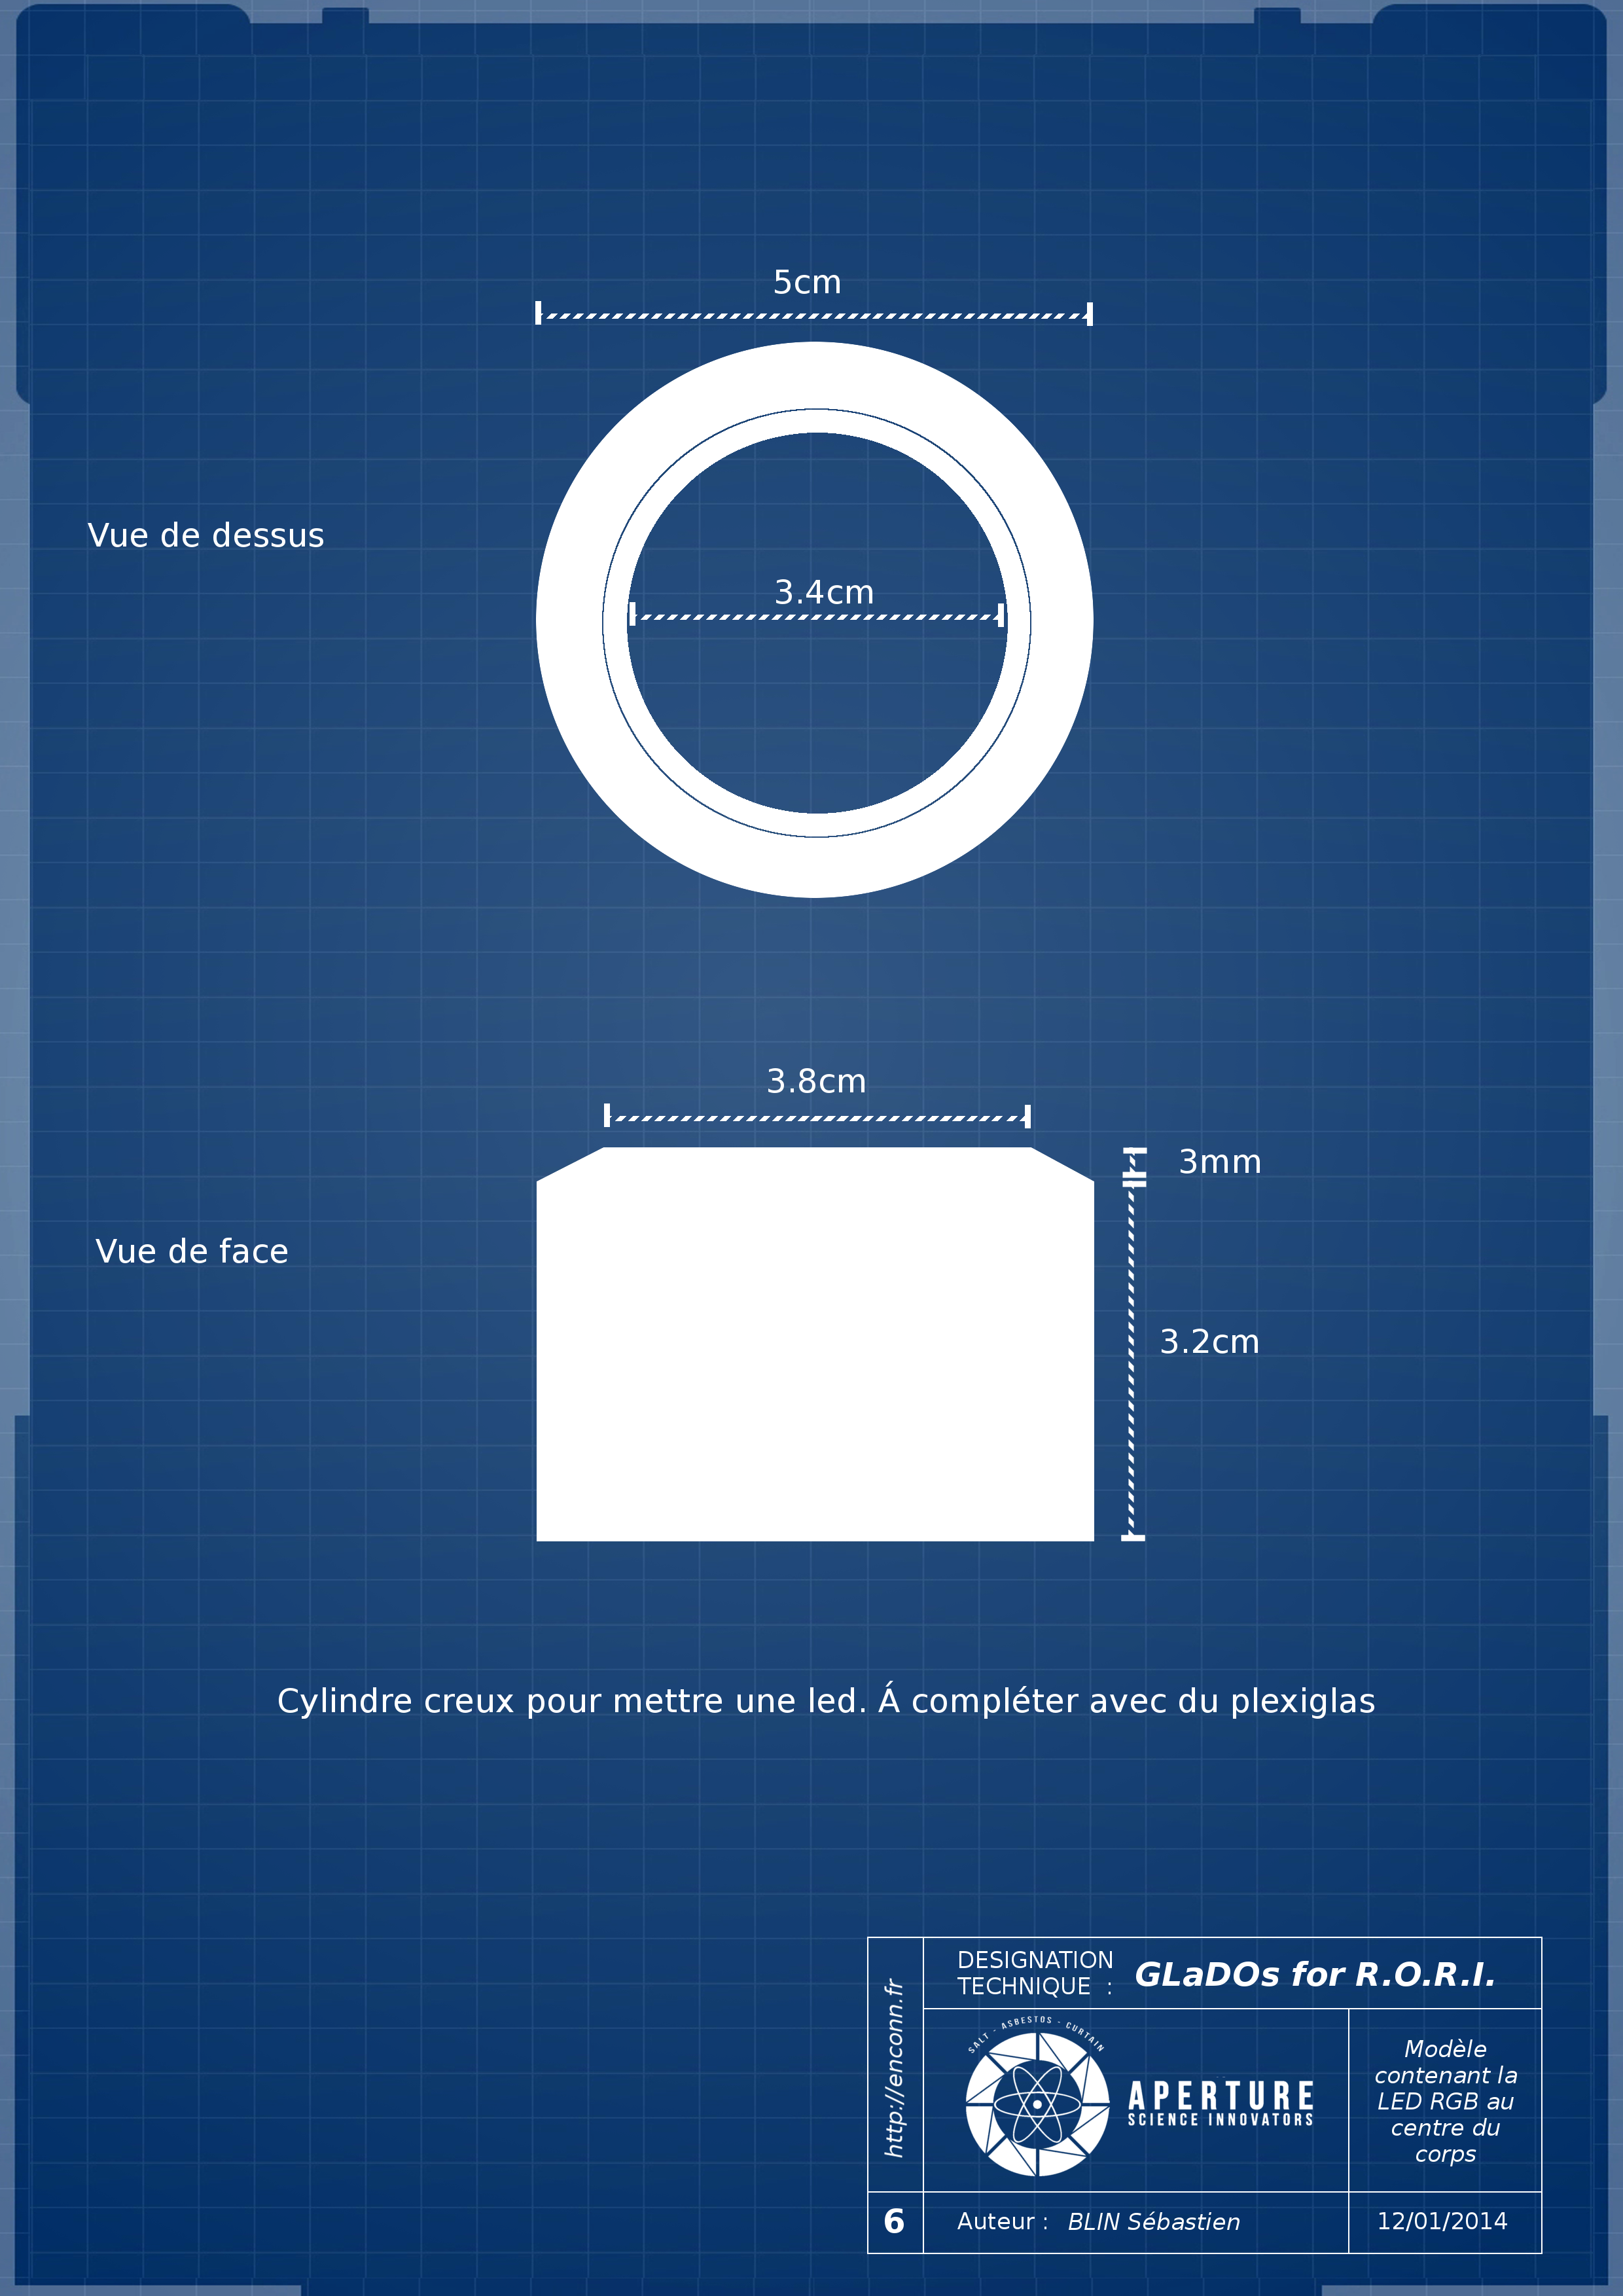 5cm
Vue de dessus
3.4cm
3.8cm
3mm
Vue de face
3.2cm
Cylindre creux pour mettre une led. Á compléter avec du plexiglas
http://enconn.fr
DESIGNATION
TECHNIQUE :
GLaDOs for R.O.R.I.
SALT - ASBESTOS - CURTAIN
APERTURE
SCIENCE INNOVATORS
Modèle
contenant la
LED RGB au
centre du
corps
6
Auteur : BLIN Sébastien
12/01/2014